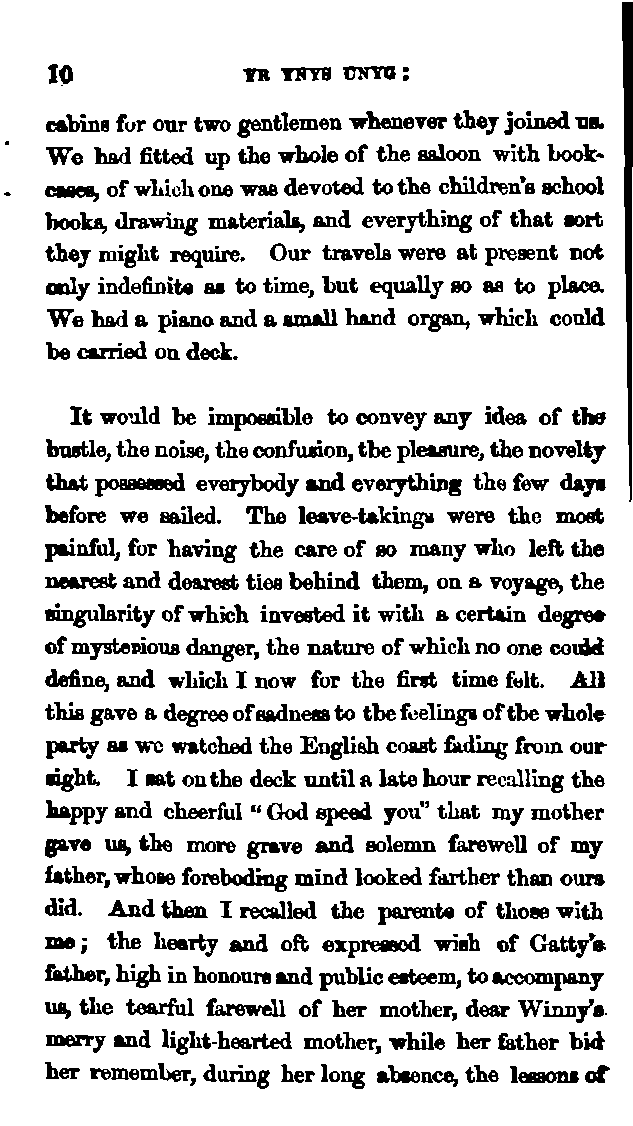 10 YR YNYS UNYG:
cabins for our two gentlemen whenever they joined us.
We had fitted up the whole of the saloon with book-
cases, of which one was devoted to the children's school
books, drawing materials, and everything of that sort
they might require. Our travels were at present not
only indefinite as to time, but equally so as to place.
We had a piano and a small hand organ, which could
be carried on deck.
It would be impossible to convey any idea of the
bustle, the noise, the confusion, the pleasure, the novelty
that possessed everybody and everything the few days
before we sailed. The leave-takings were the most
painful, for having the care of so many who left the
nearest and dearest ties behind them, on a voyage, the
singularity of which invested it with a certain degree
of mysterious danger, the nature of which no one could
define, and which I now for the first time felt. All
this gave a degree of sadness to the feelings of the whole
party as we watched the English coast fading from our
sight. I sat on the deck until a late hour recalling the
happy and cheerful "God speed you" that my mother
gave us, the more grave and solemn farewell of my
father, whose foreboding mind looked farther than ours
did. And then I recalled the parents of those with
me; the hearty and oft expressed wish of Gatty's
father, high in honours and public esteem, to accompany
us, the tearful farewell of her mother, dear Winny's
merry and light-hearted mother, while her father bid
her remember, during her long absence, the lessons of